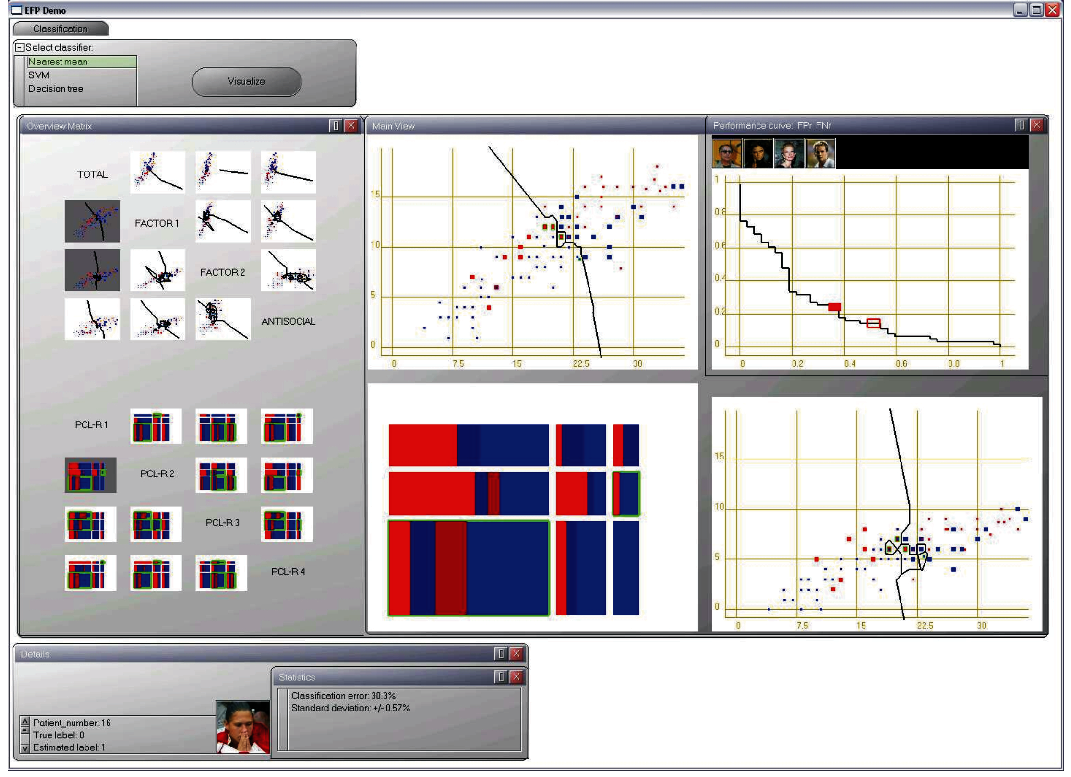 EFP Demo
Classification
Select classifier:
Nearest mean
SVM
Decision tree
Visualize
Overview Matrix
TOTAL
FACTOR 1
FACTOR 2
ANTISOCIAL
PCL-R 1
PCL-R 2
PCL-R 3
PCL-R 4
Main View
15
10
5
0
0 7.5 15 22.5 30
Performance curve: FPr FNr
1
0.8
0.6
0.4
0.2
0
0 0.2 0.4 0.6 0.8 1
15
10
5
0
0 7.5 15 22.5 30
Details
Patient_number: 16
True label: 0
Estimated label: 1
Statistics
Classification error: 30.3%
Standard deviation: +/-0.57%